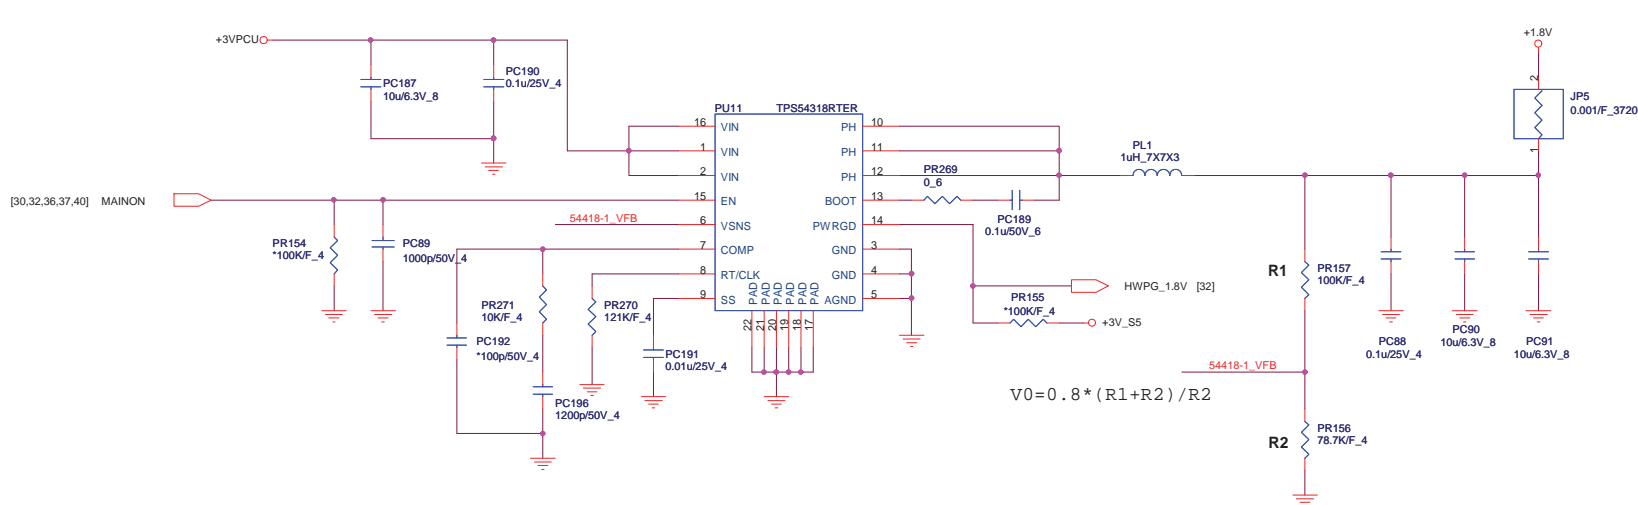 +3VPCU
PC187
10u/6.3V_8
PC190
0.1u/25V_4
+1.8V
2
JP5
0.001/F_3720
1
PU11
TPS54318RTER
16
VIN
1
VIN
2
VIN
15
EN
6
VSNS
7
COMP
8
RT/CLK
9
SS
PH
10
PH
11
PH
12
BOOT
13
PWRGD
14
GND
3
GND
4
AGND
5
PAD
PAD
PAD
PAD
PAD
PAD
22
21
20
19
18
17
[30,32,36,37,40] MAINON
PR154
*100K/F_4
PC89
1000p/50V_4
54418-1_VFB
PR271
10K/F_4
PC192
*100p/50V_4
PC196
1200p/50V_4
PR270
121K/F_4
PC191
0.01u/25V_4
PR269
0_6
PC189
0.1u/50V_6
PL1
1uH_7X7X3
HWPG_1.8V [32]
PR155
*100K/F_4
+3V_S5
R1
PR157
100K/F_4
PC88
0.1u/25V_4
PC90
10u/6.3V_8
PC91
10u/6.3V_8
54418-1_VFB
V0=0.8*(R1+R2)/R2
R2
PR156
78.7K/F_4